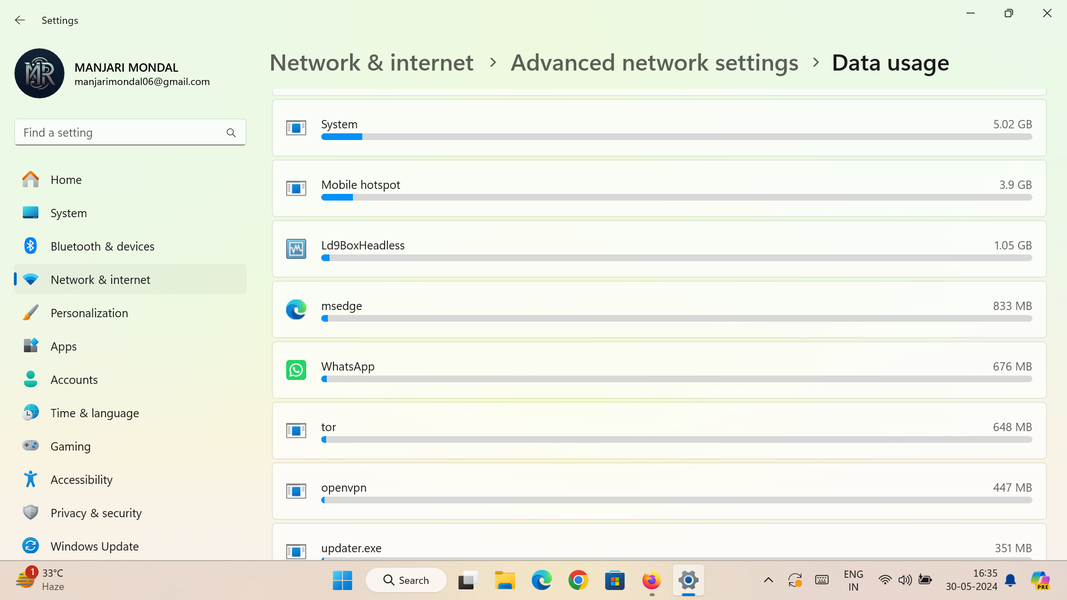 Settings
MANJARI MONDAL
manjarimondal06@gmail.com
Find a setting
Home
System
Bluetooth & devices
Network & internet
Personalization
Apps
Accounts
Time & language
Gaming
Accessibility
Privacy & security
Windows Update
Network & internet > Advanced network settings > Data usage
System 5.02 GB
Mobile hotspot 3.9 GB
Ld9BoxHeadless 1.05 GB
msedge 833 MB
WhatsApp 676 MB
tor 648 MB
openvpn 447 MB
updater.exe 351 MB
1
33°C
Haze
Search
ENG
IN
16:35
30-05-2024
PRE